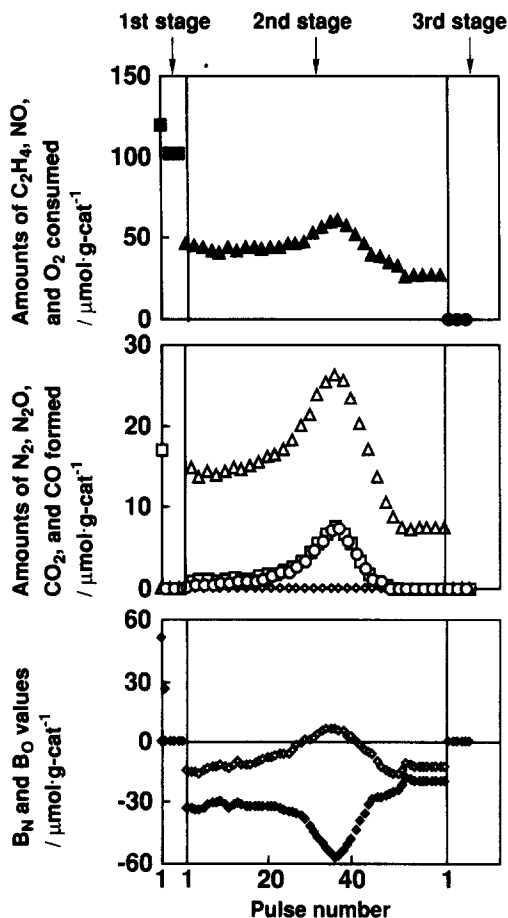 1st stage 2nd stage 3rd stage
Amounts of C₂H₄, NO,
and O₂ consumed
/ μmol·g-cat⁻¹
150
100
50
0
Amounts of N₂, N₂O,
CO₂, and CO formed
/ μmol·g-cat⁻¹
30
20
10
0
B_N and B_O values
/ μmol·g-cat⁻¹
60
30
0
-30
-60
1 1 20 40 1
Pulse number